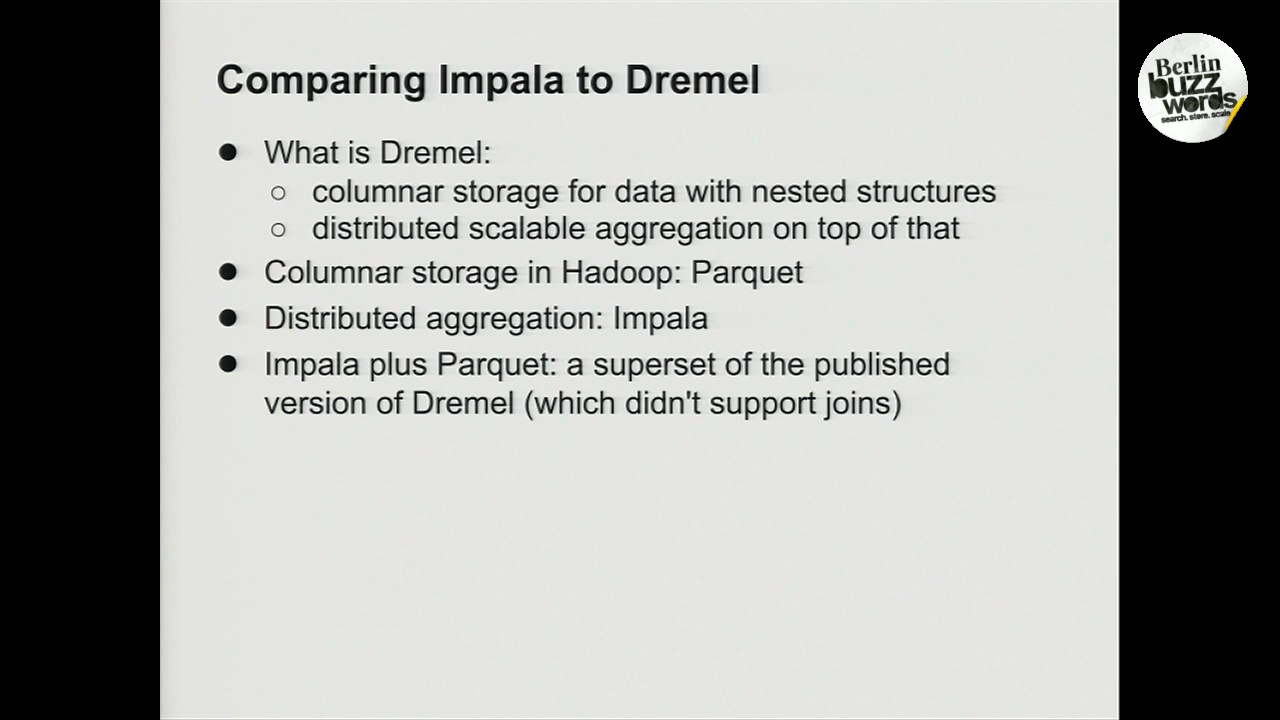 Comparing Impala to Dremel
● What is Dremel:
○ columnar storage for data with nested structures
○ distributed scalable aggregation on top of that
● Columnar storage in Hadoop: Parquet
● Distributed aggregation: Impala
● Impala plus Parquet: a superset of the published
version of Dremel (which didn't support joins)
Berlin
buzz
words
search. store. scale